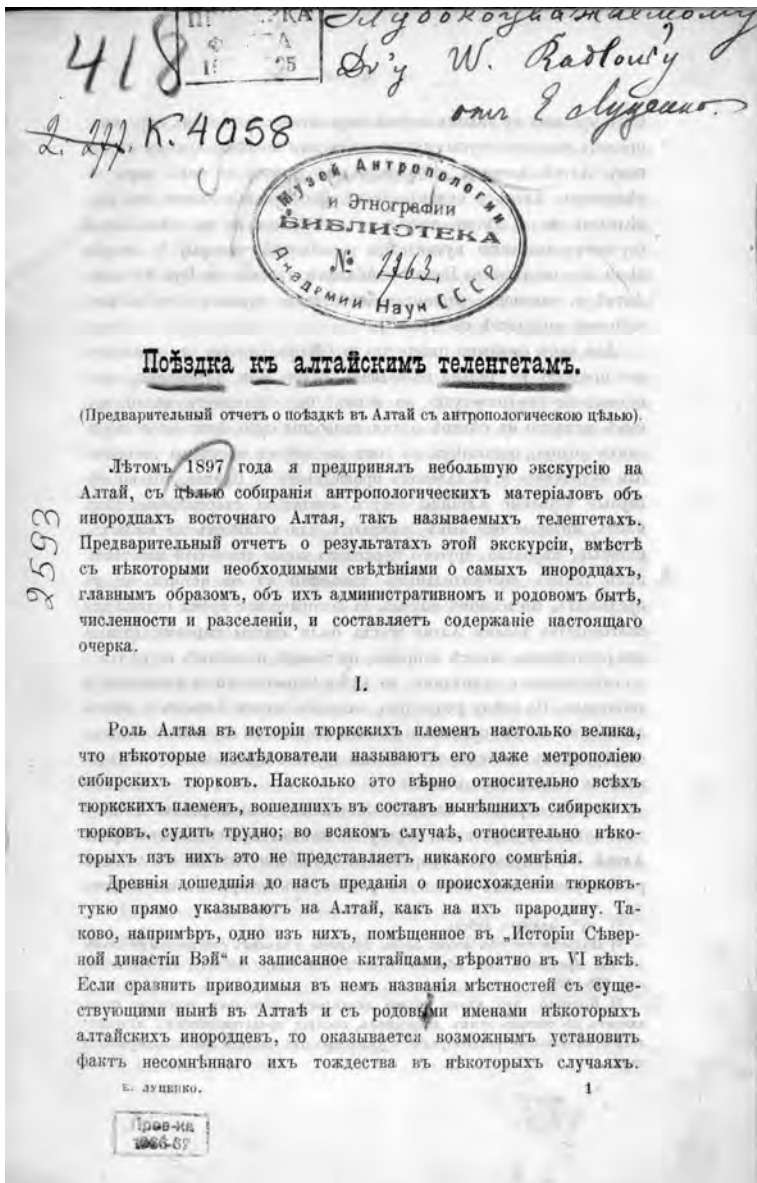 Глубокоуважаемому
418
Dr'у W. Radlow'у
отъ Е Луценко.
К. 4058
Музей Антропологии
и Этнографии
БИБЛИОТЕКА
№ 1963.
Академии Наук СССР
Поѣздка къ алтайскимъ теленгетамъ.
(Предварительный отчетъ о поѣздкѣ въ Алтай съ антропологическою цѣлью).
Лѣтомъ 1897 года я предпринялъ небольшую экскурсію на
Алтай, съ цѣлью собиранія антропологическихъ матеріаловъ объ
инородцахъ восточнаго Алтая, такъ называемыхъ теленгетахъ.
Предварительный отчетъ о результатахъ этой экскурсіи, вмѣстѣ
съ нѣкоторыми необходимыми свѣдѣніями о самыхъ инородцахъ,
главнымъ образомъ, объ ихъ административномъ и родовомъ бытѣ,
численности и разселеніи, и составляетъ содержаніе настоящаго
очерка.
2593
I.
Роль Алтая въ исторіи тюркскихъ племенъ настолько велика,
что нѣкоторые изслѣдователи называютъ его даже метрополіею
сибирскихъ тюрковъ. Насколько это вѣрно относительно всѣхъ
тюркскихъ племенъ, вошедшихъ въ составъ нынѣшнихъ сибирскихъ
тюрковъ, судить трудно; во всякомъ случаѣ, относительно нѣко-
торыхъ изъ нихъ это не представляетъ никакого сомнѣнія.
Древнія дошедшія до насъ преданія о происхожденіи тюрковъ-
тукю прямо указываютъ на Алтай, какъ на ихъ прародину. Та-
ково, напримѣръ, одно изъ нихъ, помѣщенное въ „Исторіи Сѣвер-
ной династіи Вэй“ и записанное китайцами, вѣроятно въ VI вѣкѣ.
Если сравнить приводимыя въ немъ названія мѣстностей съ суще-
ствующими нынѣ въ Алтаѣ и съ родовыми именами нѣкоторыхъ
алтайскихъ инородцевъ, то оказывается возможнымъ установить
фактъ несомнѣннаго ихъ тождества въ нѣкоторыхъ случаяхъ.
Е. ЛУЦЕНКО. 1
Пров-ка